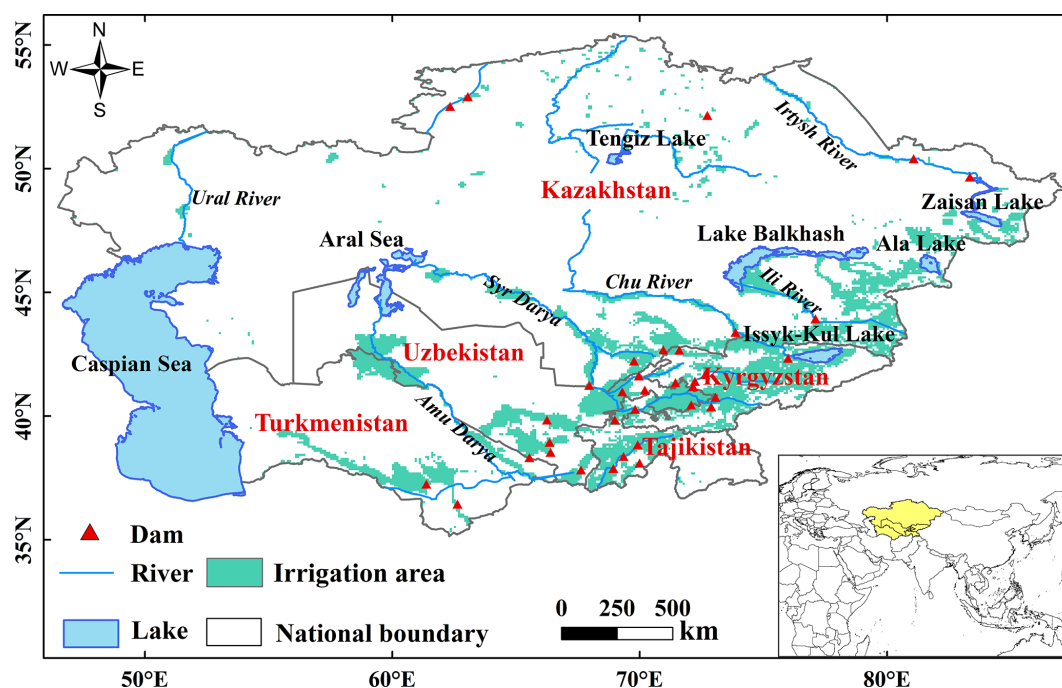 N
W E
S
55°N
50°N
45°N
40°N
35°N
Tengiz Lake
Irtysh River
Kazakhstan
Ural River
Zaisan Lake
Aral Sea
Lake Balkhash
Ala Lake
Syr Darya
Chu River
Ili River
Issyk-Kul Lake
Caspian Sea
Uzbekistan
Kyrgyzstan
Turkmenistan
Amu Darya
Tajikistan
Dam
River
Irrigation area
Lake
National boundary
0 250 500
km
50°E 60°E 70°E 80°E